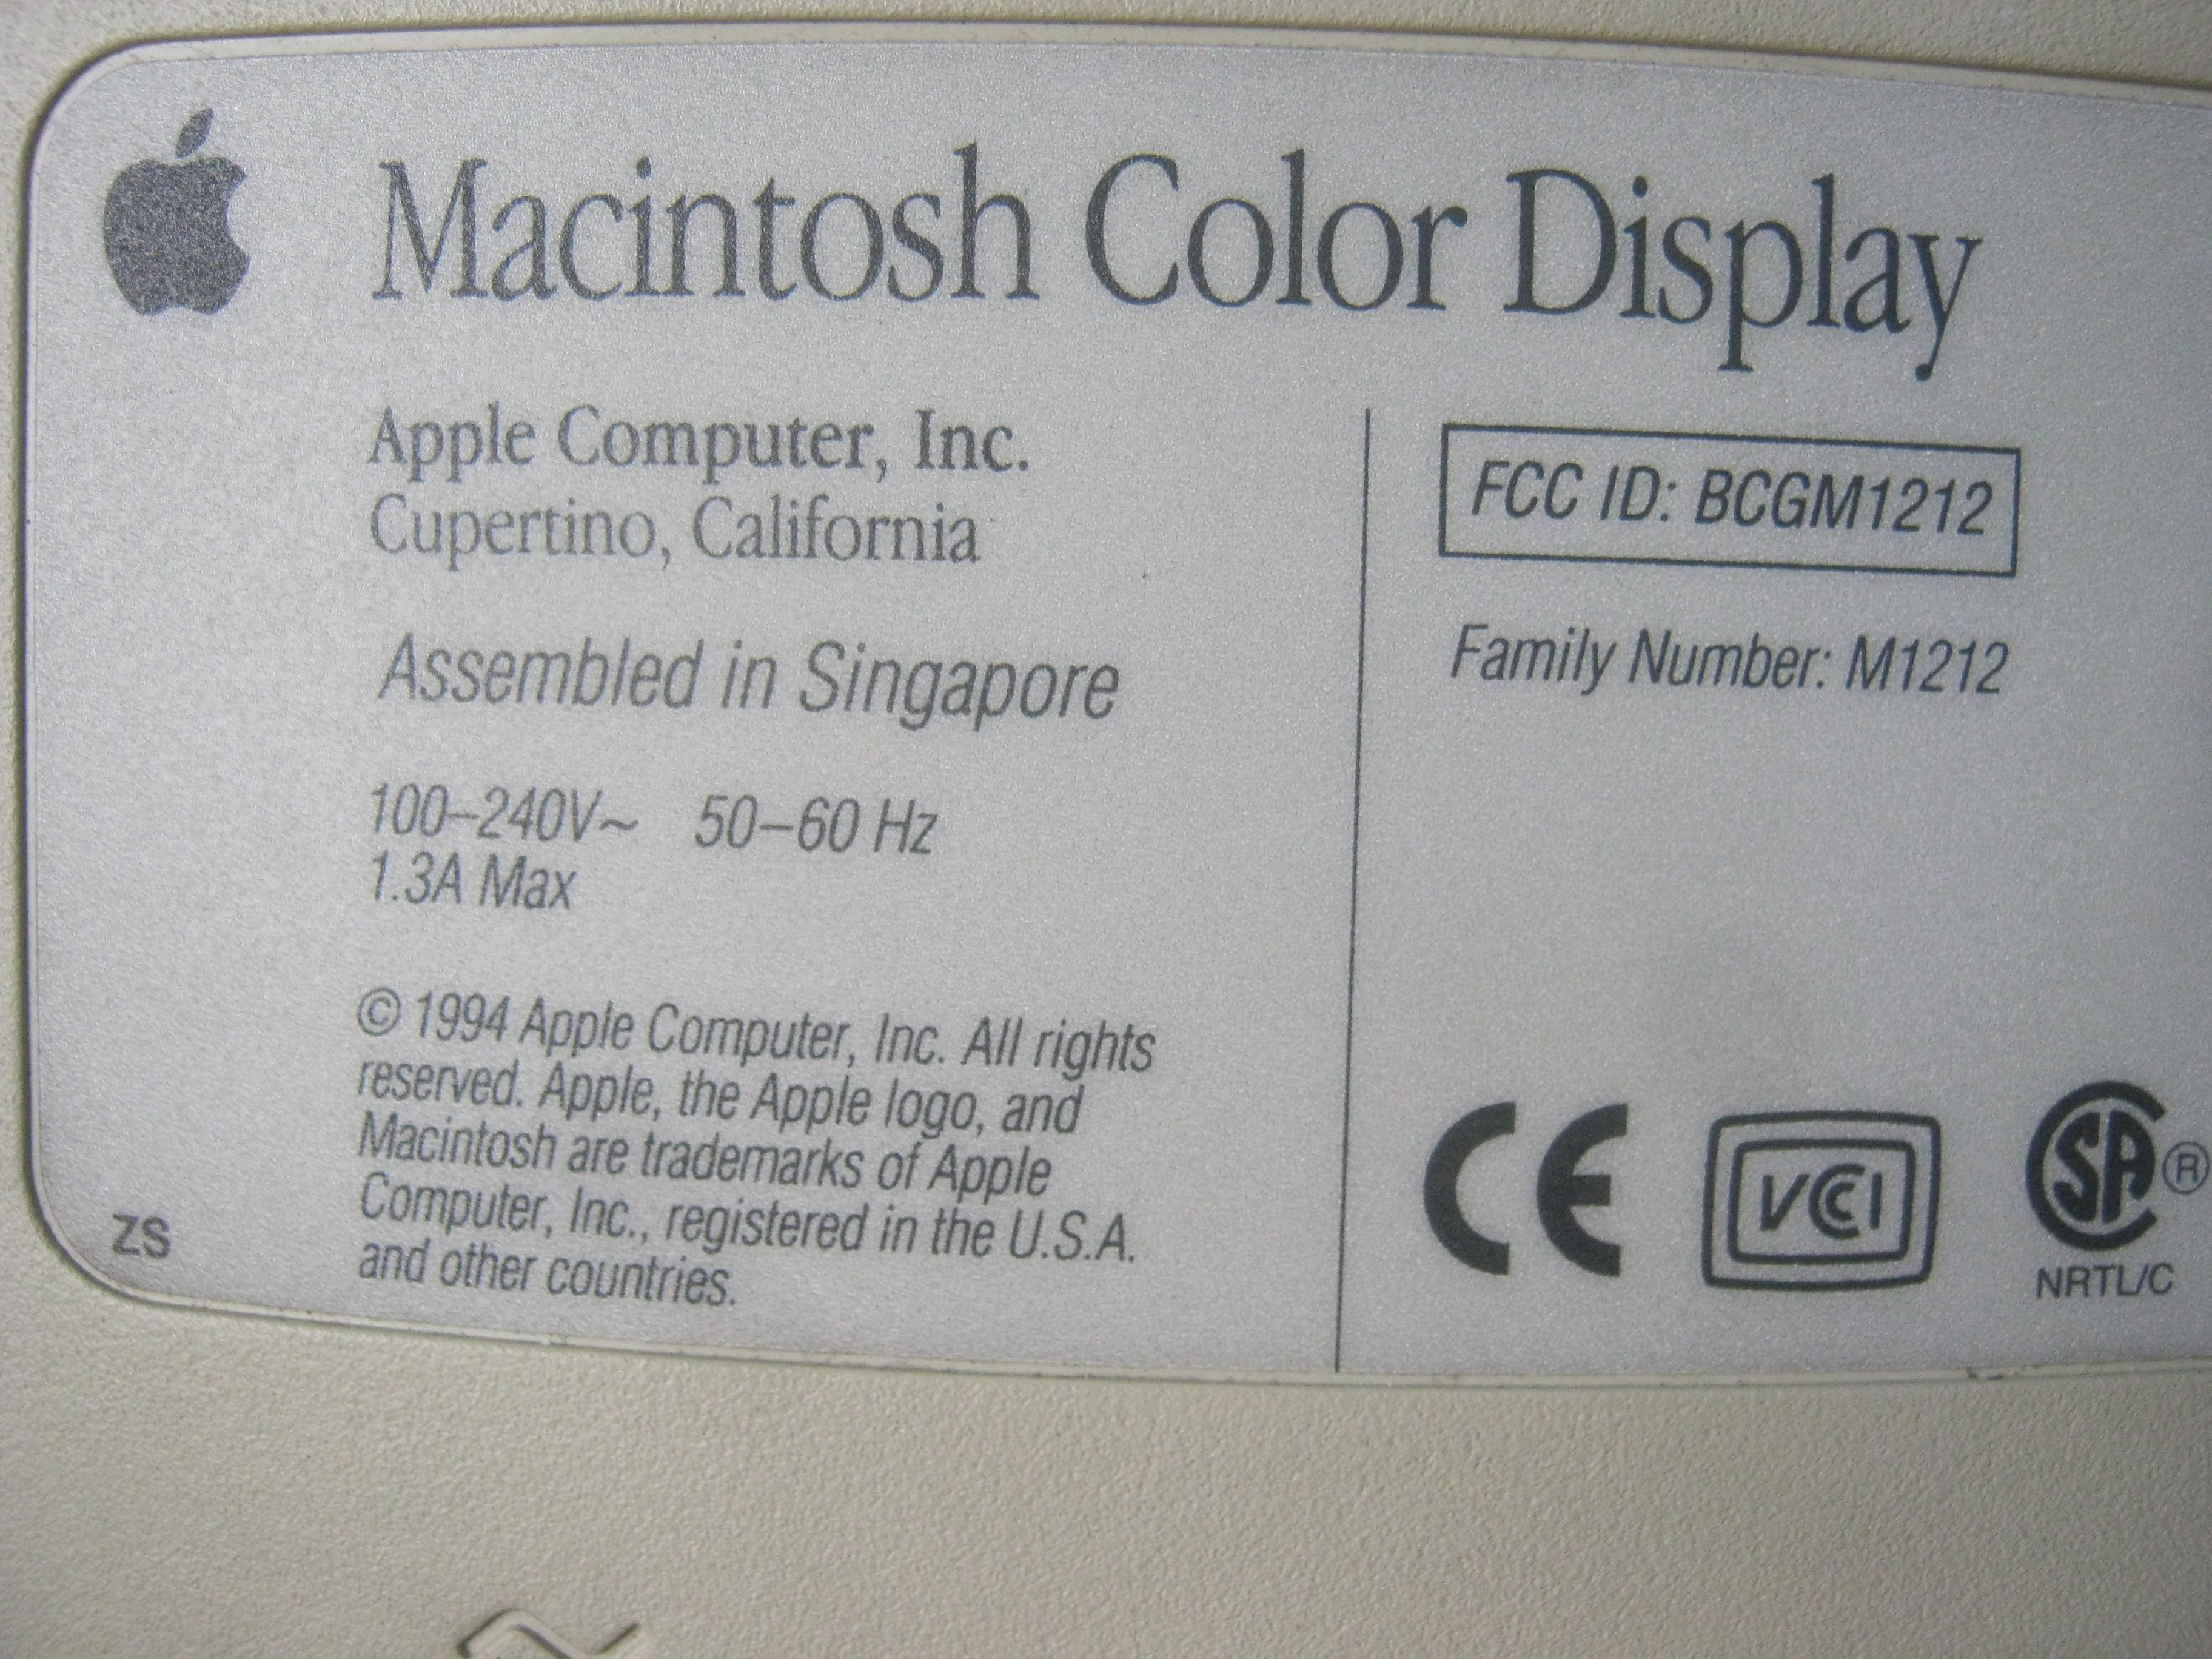 Macintosh Color Display
Apple Computer, Inc.
Cupertino, California
Assembled in Singapore
100–240V~ 50–60 Hz
1.3A Max
© 1994 Apple Computer, Inc. All rights
reserved. Apple, the Apple logo, and
Macintosh are trademarks of Apple
Computer, Inc., registered in the U.S.A.
and other countries.
ZS
FCC ID: BCGM1212
Family Number: M1212
CE
VCCI
SA ®
NRTL/C